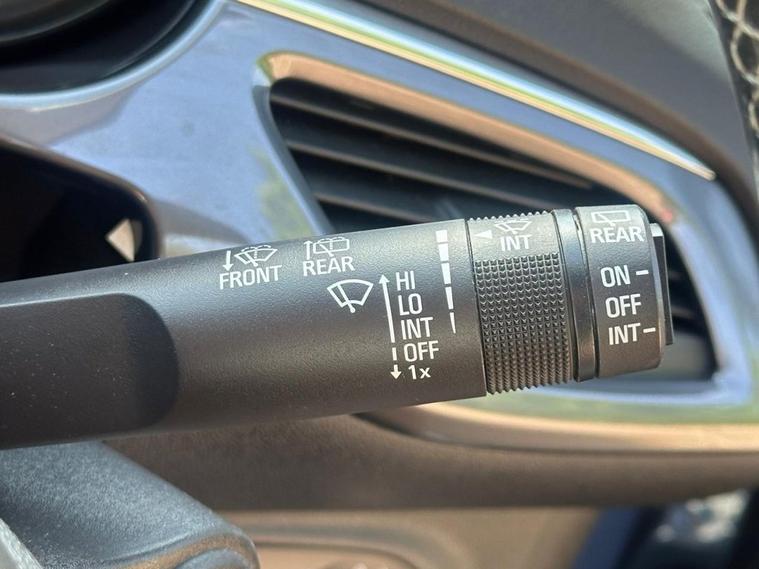 FRONT
REAR
HI
LO
INT
OFF
1x
INT
REAR
ON
OFF
INT